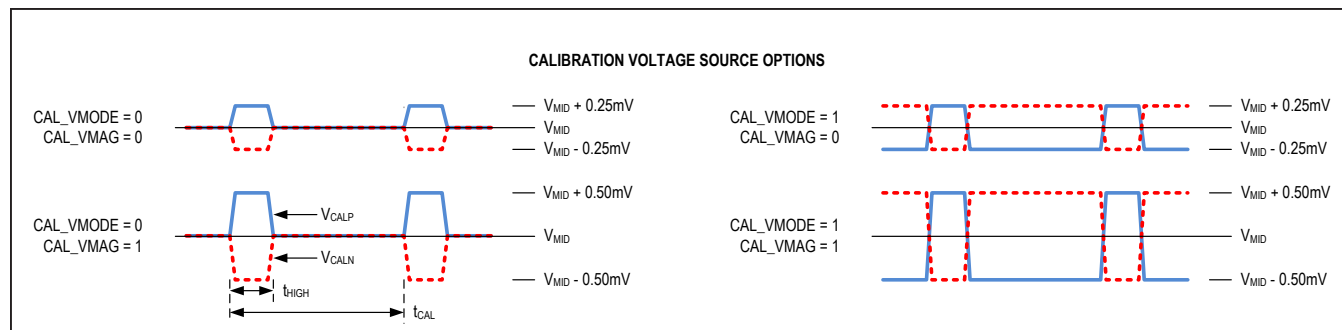 CALIBRATION VOLTAGE SOURCE OPTIONS
CAL_VMODE = 0
CAL_VMAG = 0
VMID + 0.25mV
VMID
VMID - 0.25mV
CAL_VMODE = 1
CAL_VMAG = 0
VMID + 0.25mV
VMID
VMID - 0.25mV
CAL_VMODE = 0
CAL_VMAG = 1
VCALP
VCALN
tHIGH
tCAL
VMID + 0.50mV
VMID
VMID - 0.50mV
CAL_VMODE = 1
CAL_VMAG = 1
VMID + 0.50mV
VMID
VMID - 0.50mV